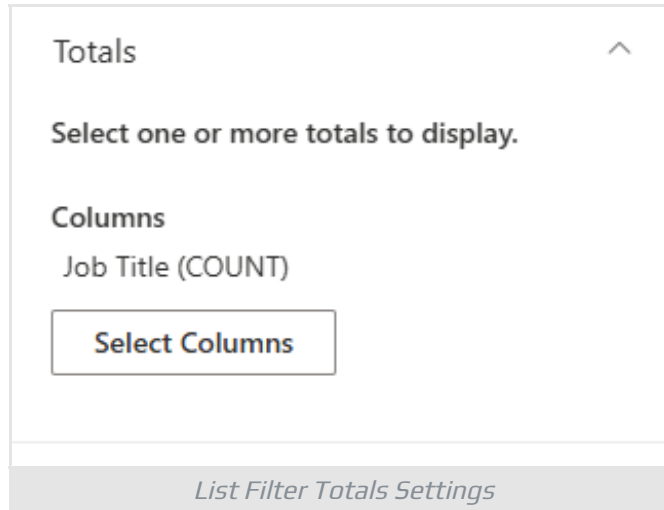 Totals
Select one or more totals to display.
Columns
Job Title (COUNT)
Select Columns
List Filter Totals Settings